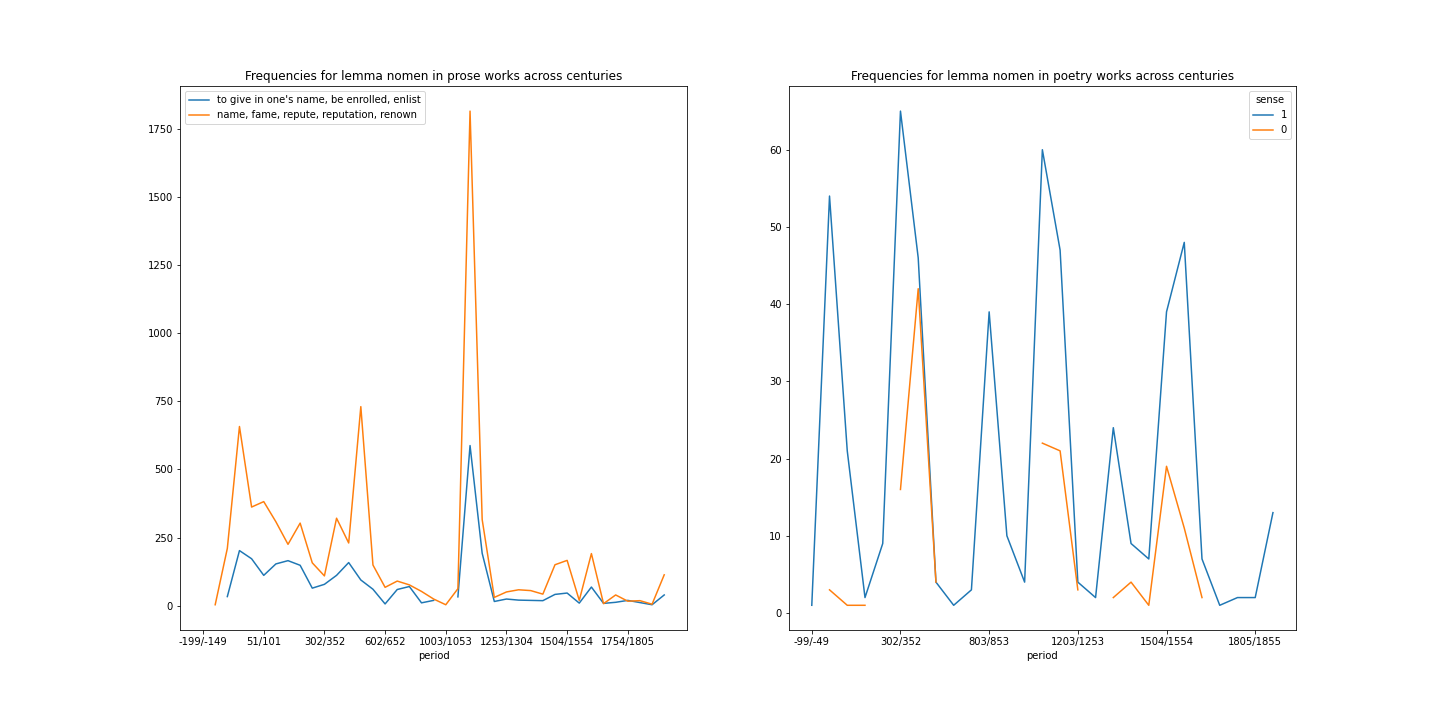 Frequencies for lemma nomen in prose works across centuries
to give in one's name, be enrolled, enlist
name, fame, repute, reputation, renown
1750
1500
1250
1000
750
500
250
0
-199/-149 51/101 302/352 602/652 1003/1053 1253/1304 1504/1554 1754/1805
period
Frequencies for lemma nomen in poetry works across centuries
sense
1
0
60
50
40
30
20
10
0
-99/-49 302/352 803/853 1203/1253 1504/1554 1805/1855
period